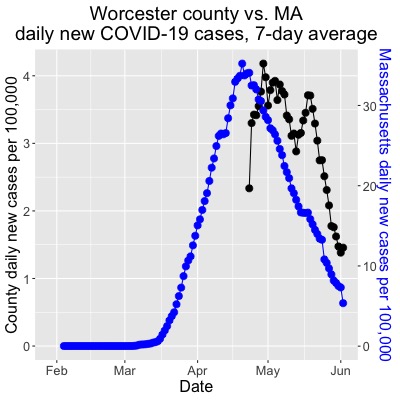 Worcester county vs. MA
daily new COVID-19 cases, 7-day average
County daily new cases per 100,000
4
3
2
1
0
Massachusetts daily new cases per 100,000
30
20
10
0
Feb
Mar
Apr
May
Jun
Date